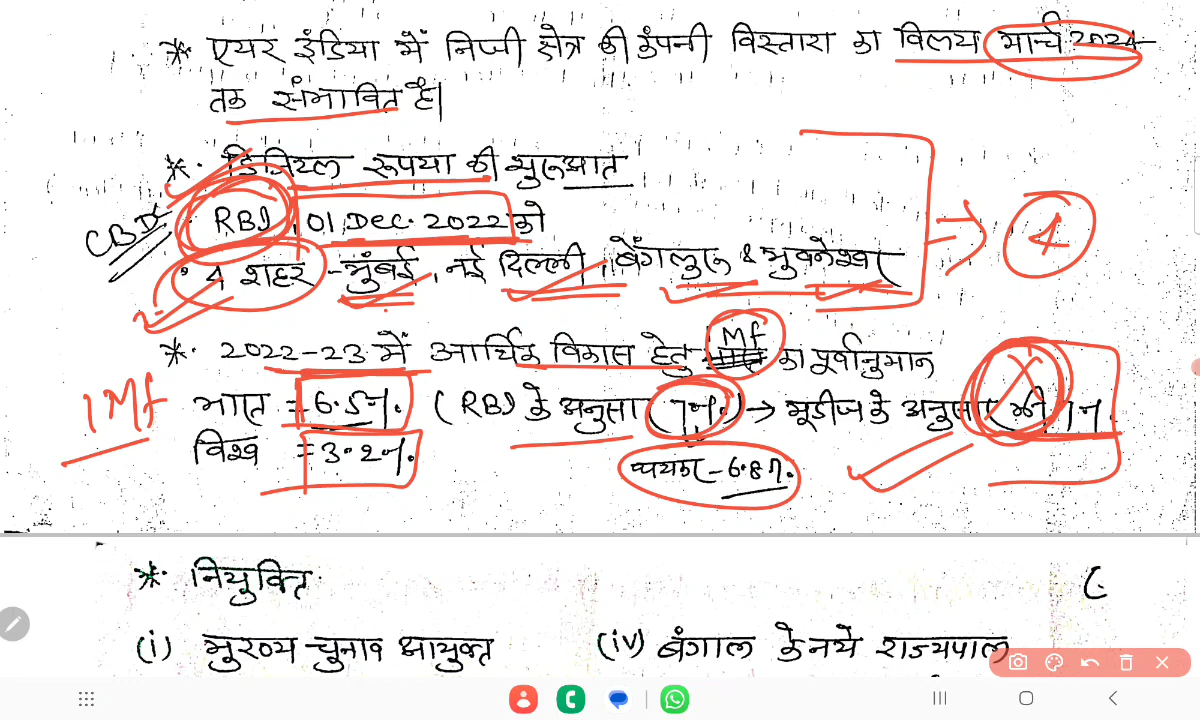 * एयर इंडिया में निजी क्षेत्र की कंपनी विस्तारा का विलय मार्च 2024
तक संभावित है।
* डिजिटल रूपया की शुरुआत
CBDC RBI 01 Dec. 2022 को
4 शहर - मुंबई, नई दिल्ली, बेंगलुरु & भुवनेश्वर
4
* 2022-23 में आर्थिक विकास हेतु Mf का पूर्वानुमान
IMf भारत = 6.5%. ( RBI के अनुसार 7%.) → मूडीज के अनुसार 7%.
विश्व = 3.2%. - 6.8%.
* नियुक्ति
(i) मुख्य चुनाव आयुक्त (iv) बंगाल के नये राज्यपाल